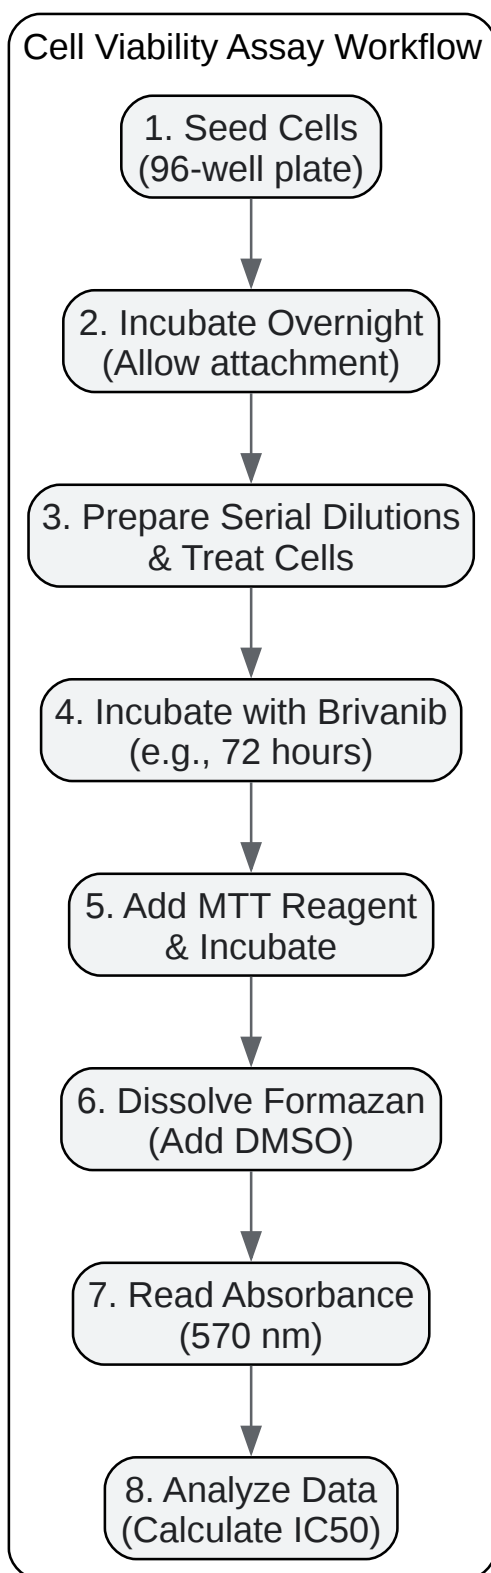 Cell Viability Assay Workflow
1. Seed Cells
(96-well plate)
2. Incubate Overnight
(Allow attachment)
3. Prepare Serial Dilutions
& Treat Cells
4. Incubate with Brivanib
(e.g., 72 hours)
5. Add MTT Reagent
& Incubate
6. Dissolve Formazan
(Add DMSO)
7. Read Absorbance
(570 nm)
8. Analyze Data
(Calculate IC50)